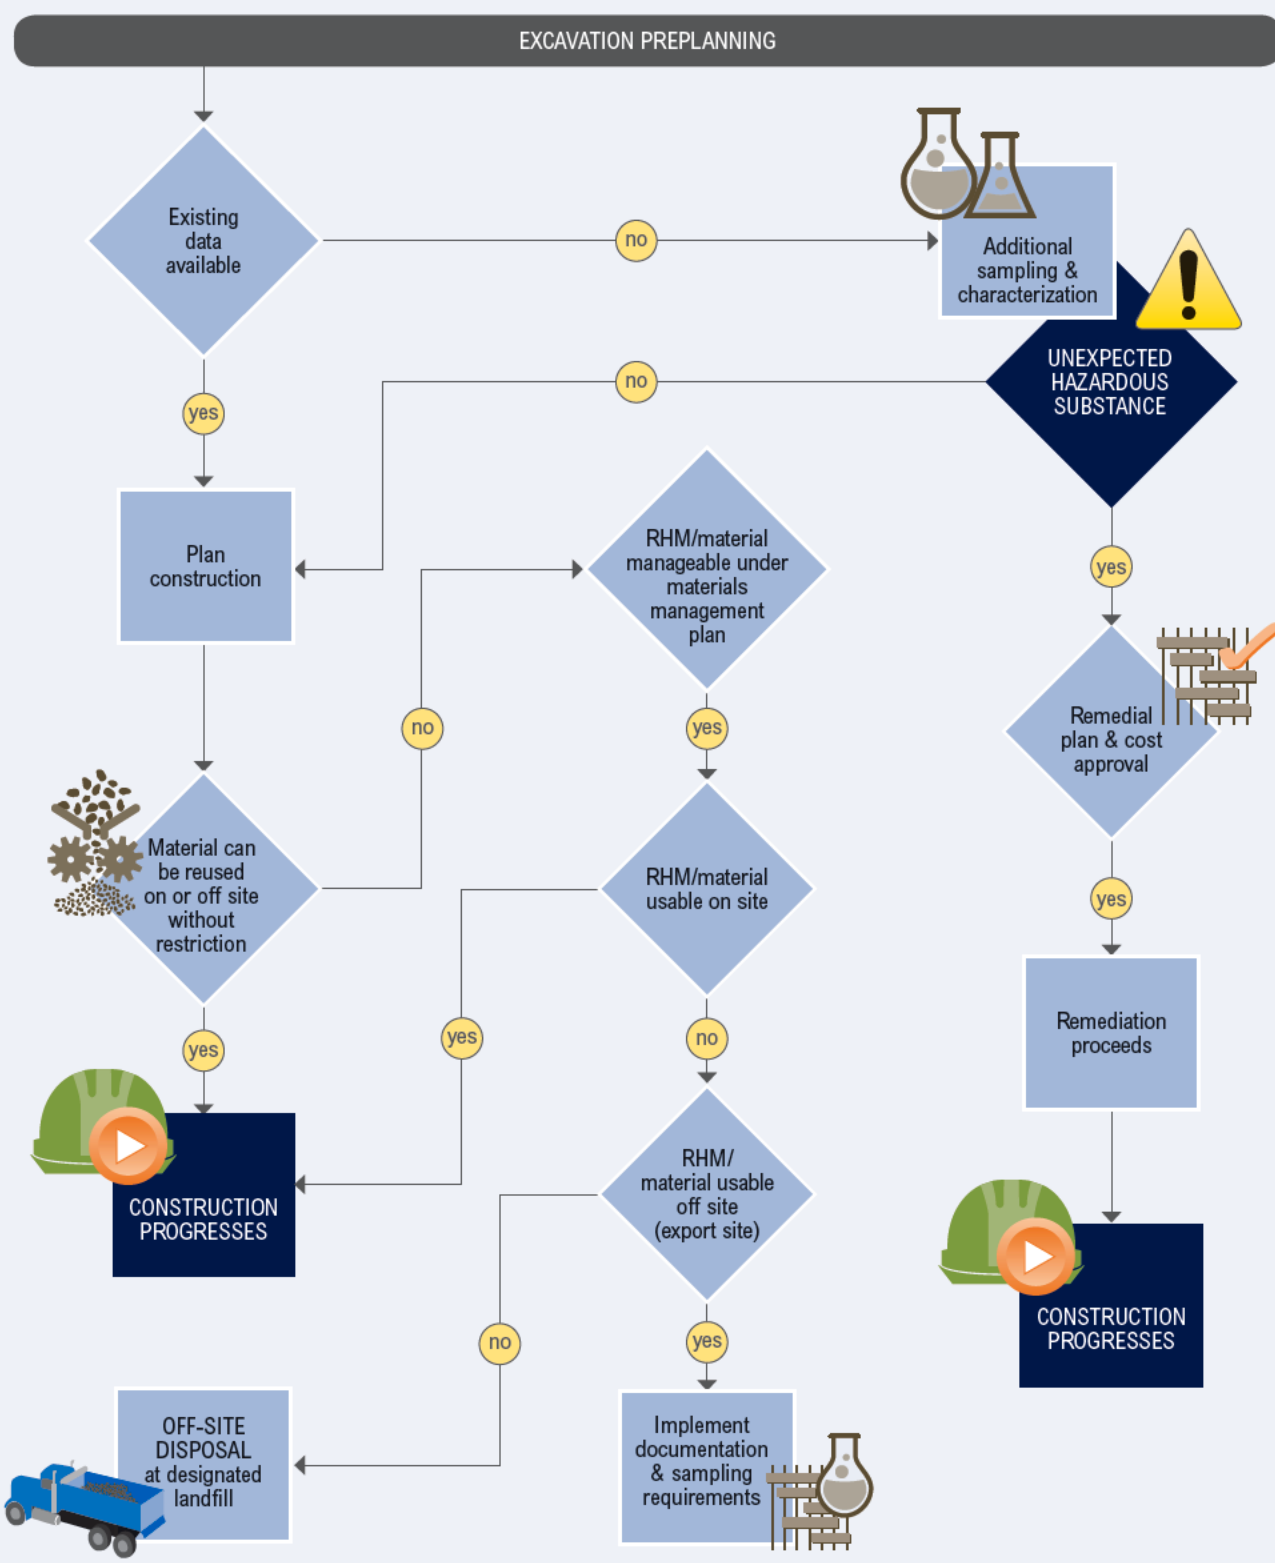 EXCAVATION PREPLANNING
Existing
data
available
no
Additional
sampling &
characterization
UNEXPECTED
HAZARDOUS
SUBSTANCE
no
yes
Plan
construction
RHM/material
manageable under
materials
management
plan
yes
no
yes
Remedial
plan & cost
approval
Material can
be reused
on or off site
without
restriction
RHM/material
usable on site
yes
yes
yes
no
Remediation
proceeds
CONSTRUCTION
PROGRESSES
RHM/
material usable
off site
(export site)
CONSTRUCTION
PROGRESSES
no
yes
OFF-SITE
DISPOSAL
at designated
landfill
Implement
documentation
& sampling
requirements